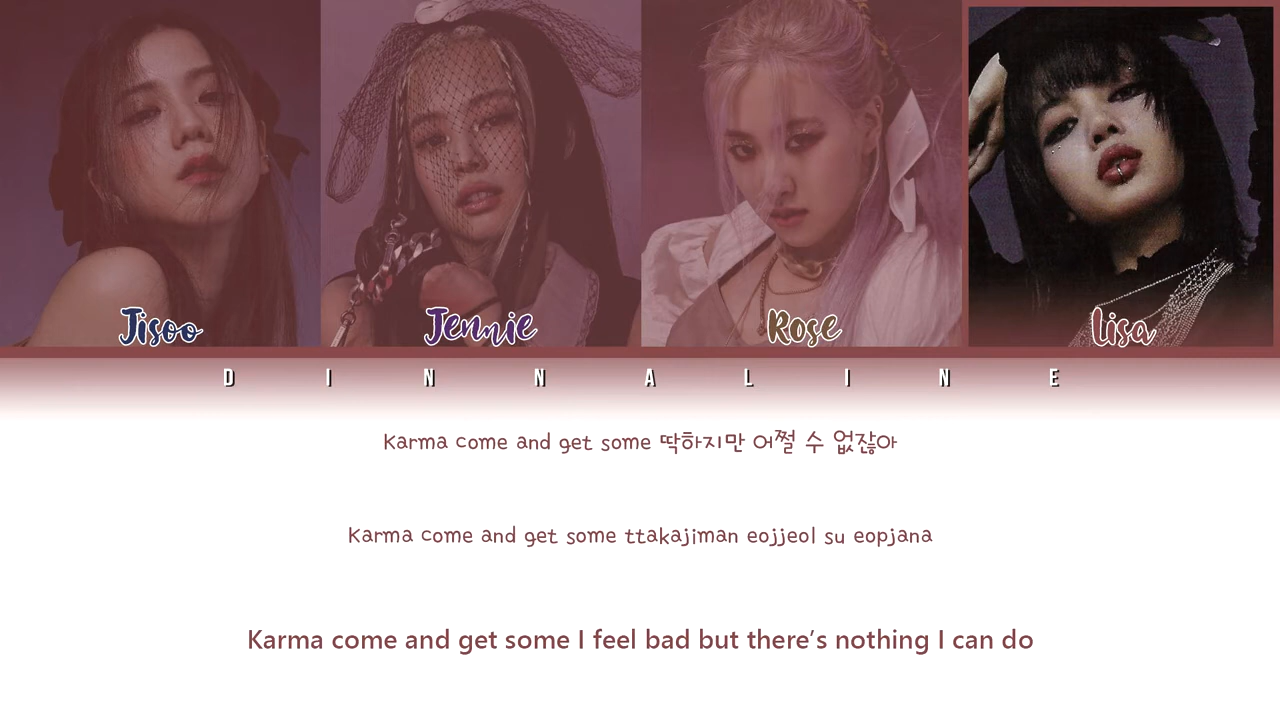 Jisoo Jennie Rose Lisa
D I N N A L I N E
Karma come and get some 딱하지만 어쩔 수 없잖아
Karma come and get some ttakajiman eojjeol su eopjana
Karma come and get some I feel bad but there's nothing I can do